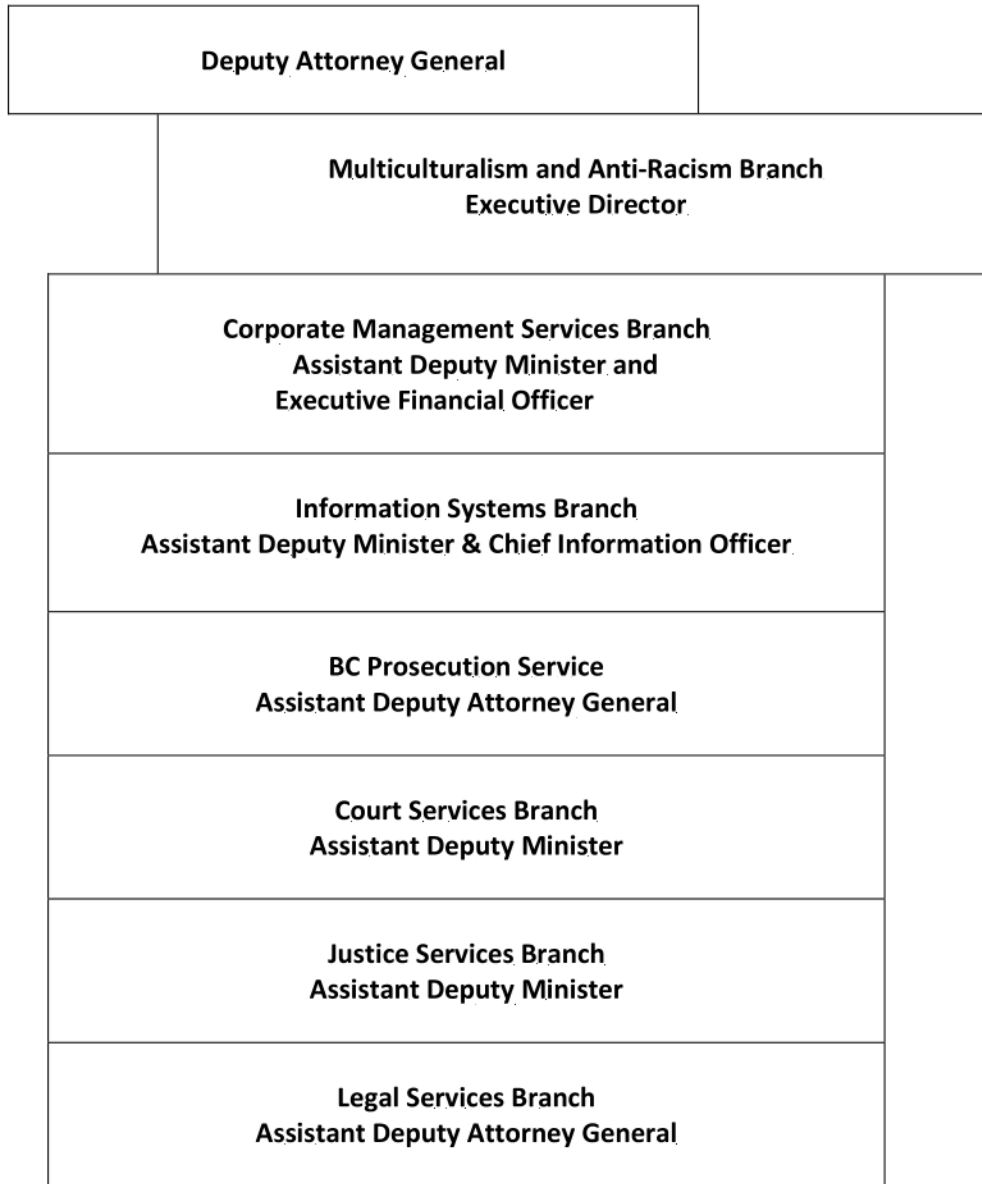 Deputy Attorney General
Multiculturalism and Anti-Racism Branch
Executive Director
Corporate Management Services Branch
Assistant Deputy Minister and
Executive Financial Officer
Information Systems Branch
Assistant Deputy Minister & Chief Information Officer
BC Prosecution Service
Assistant Deputy Attorney General
Court Services Branch
Assistant Deputy Minister
Justice Services Branch
Assistant Deputy Minister
Legal Services Branch
Assistant Deputy Attorney General